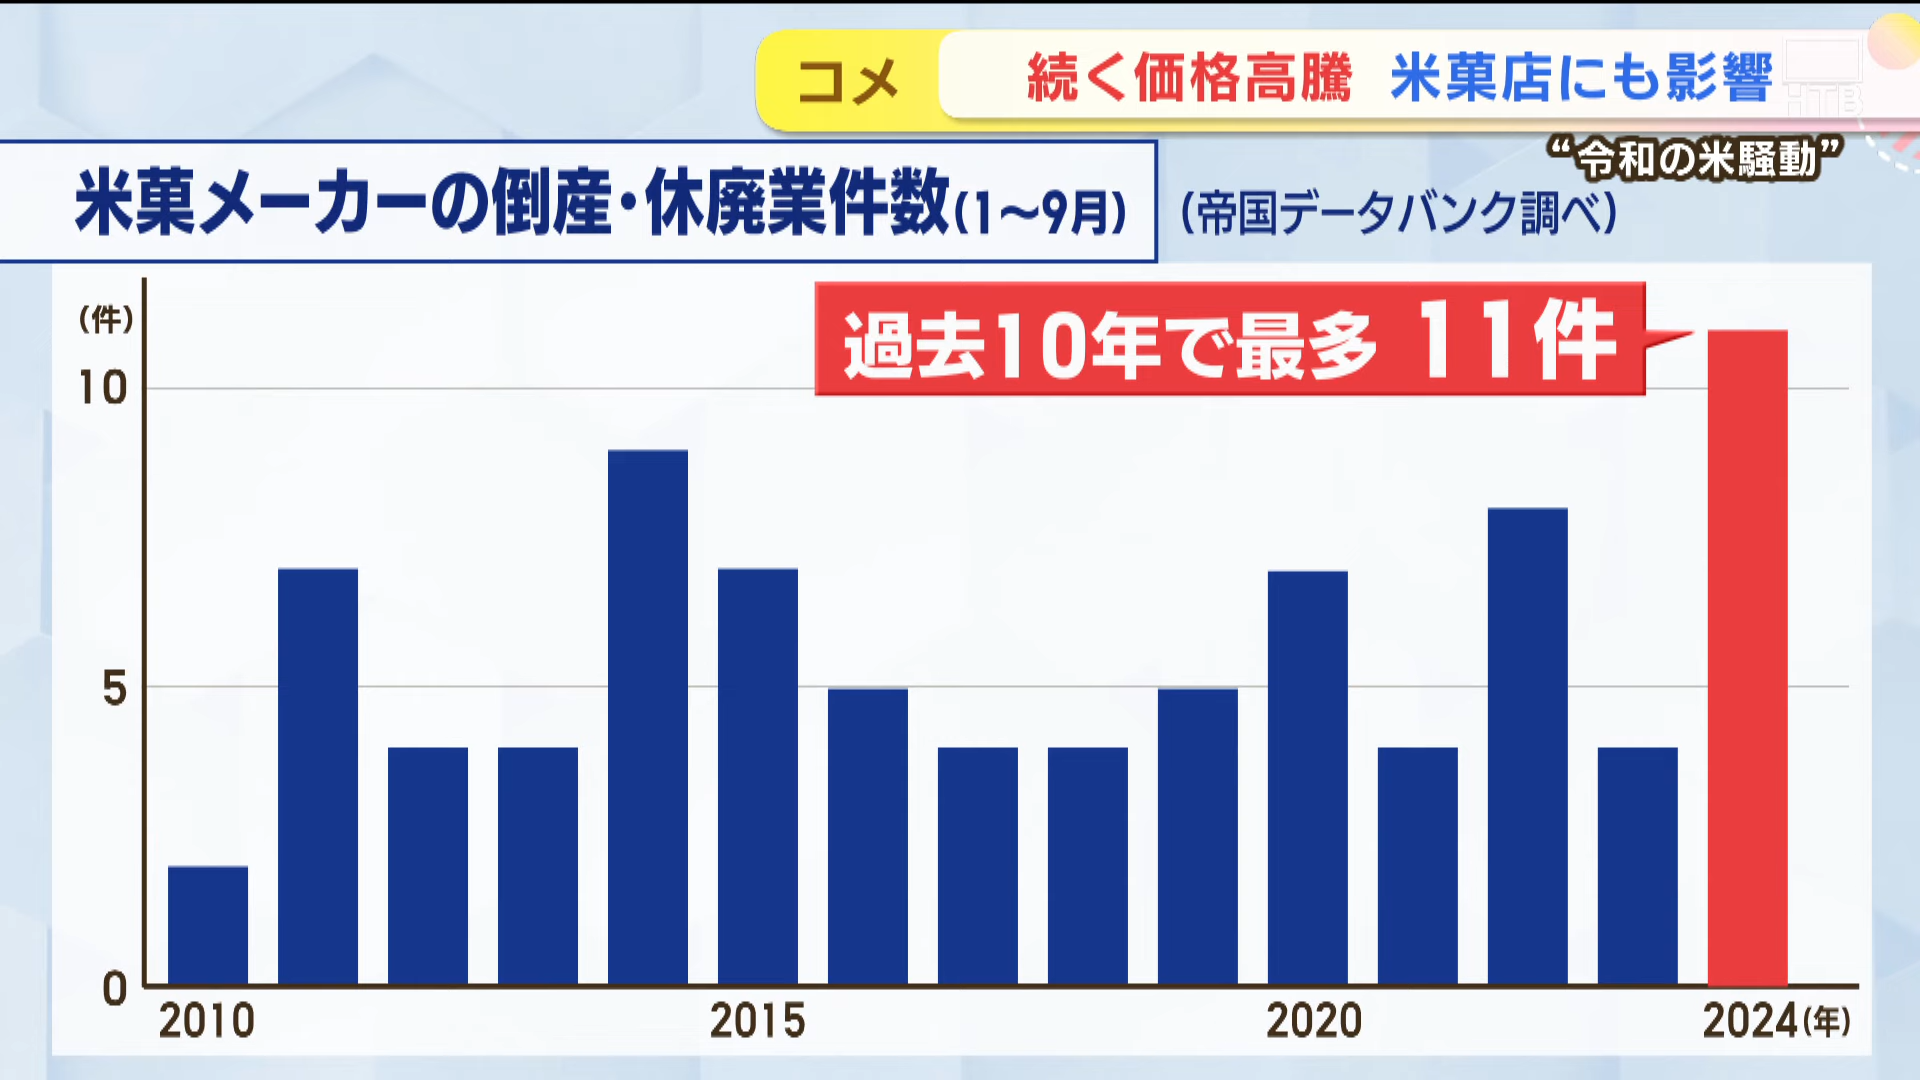 コメ 続く価格高騰 米菓店にも影響
HTB
“令和の米騒動”
米菓メーカーの倒産・休廃業件数(1～9月) (帝国データバンク調べ)
(件)
過去10年で最多 11件
10
5
0
2010 2015 2020 2024(年)